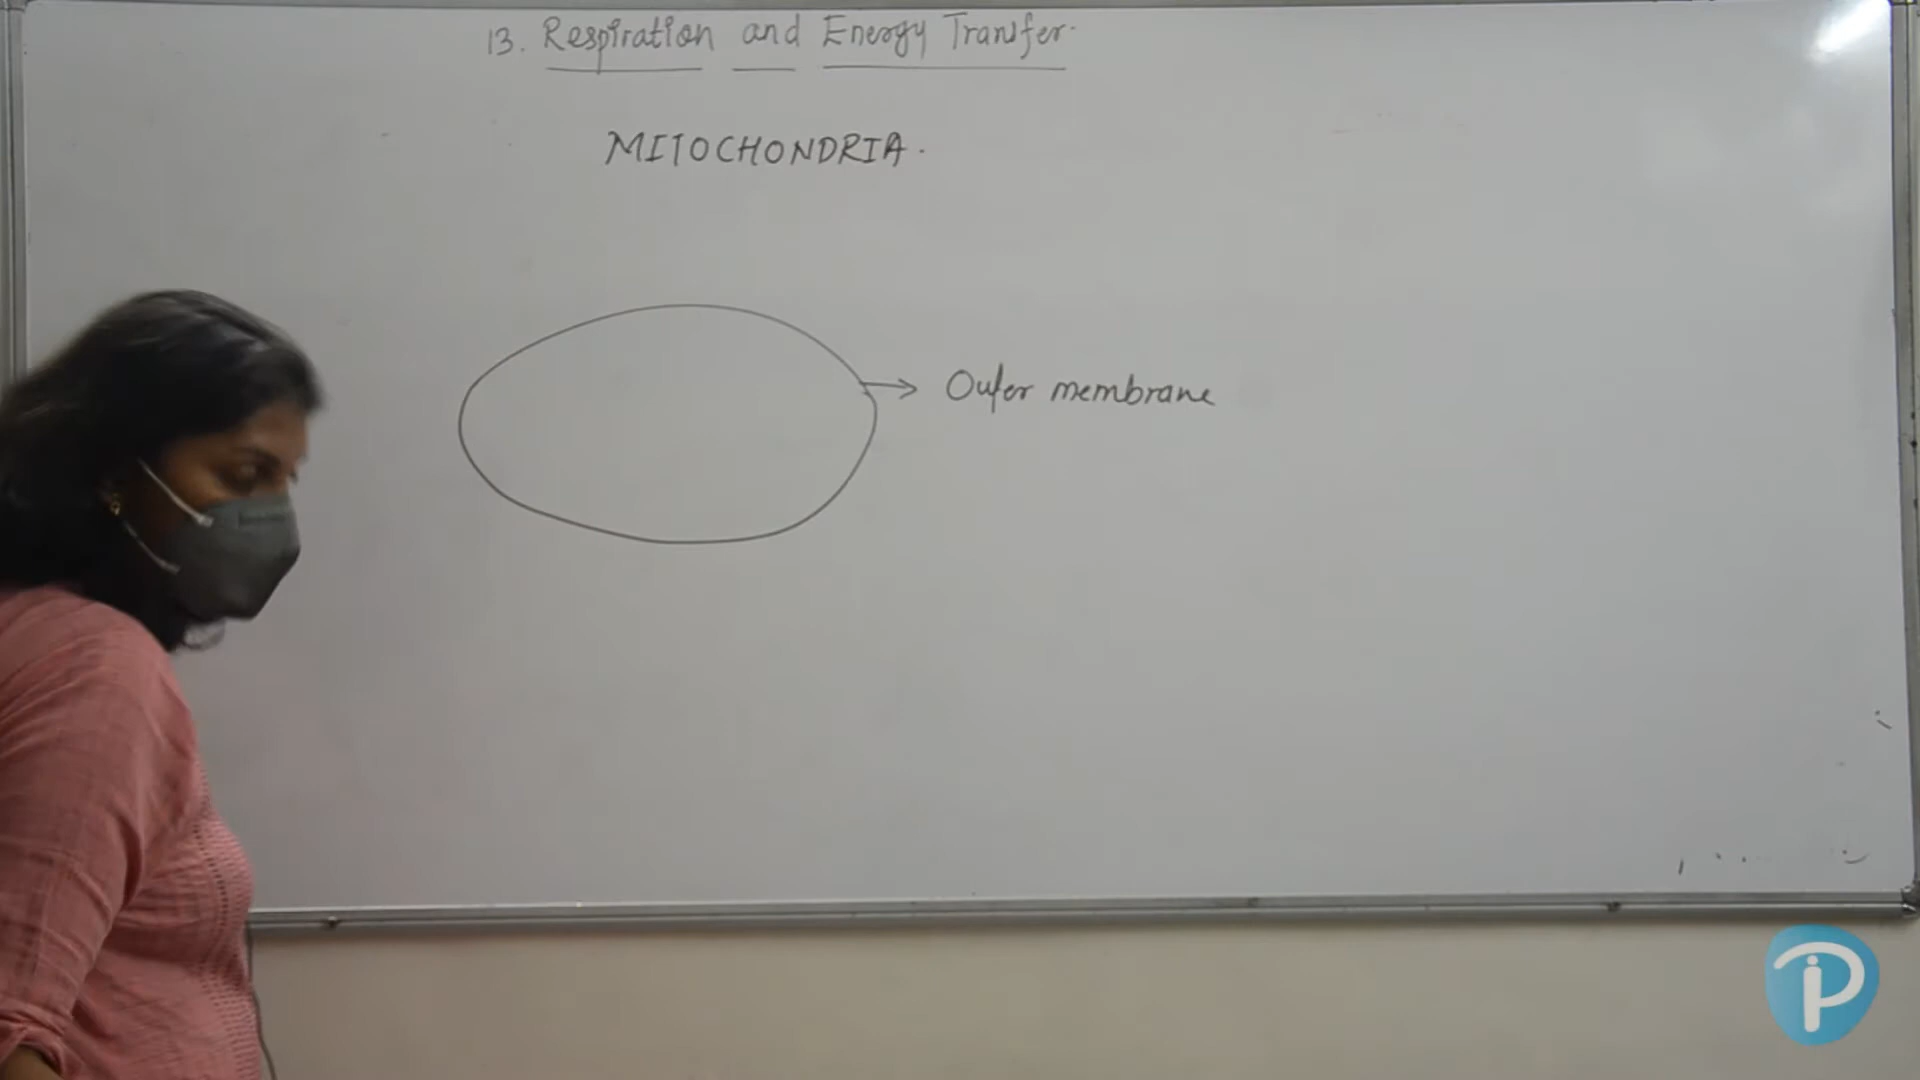 13. Respiration and Energy Transfer.
MITOCHONDRIA.
Outer membrane